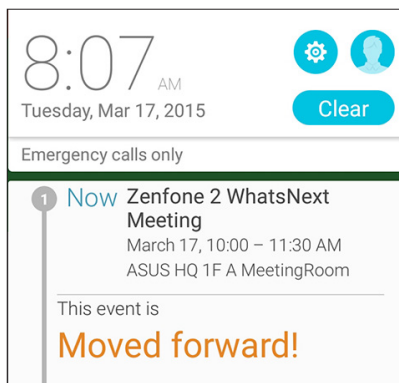 8:07 AM
Tuesday, Mar 17, 2015
Clear
Emergency calls only
1 Now Zenfone 2 WhatsNext
Meeting
March 17, 10:00 – 11:30 AM
ASUS HQ 1F A MeetingRoom
This event is
Moved forward!